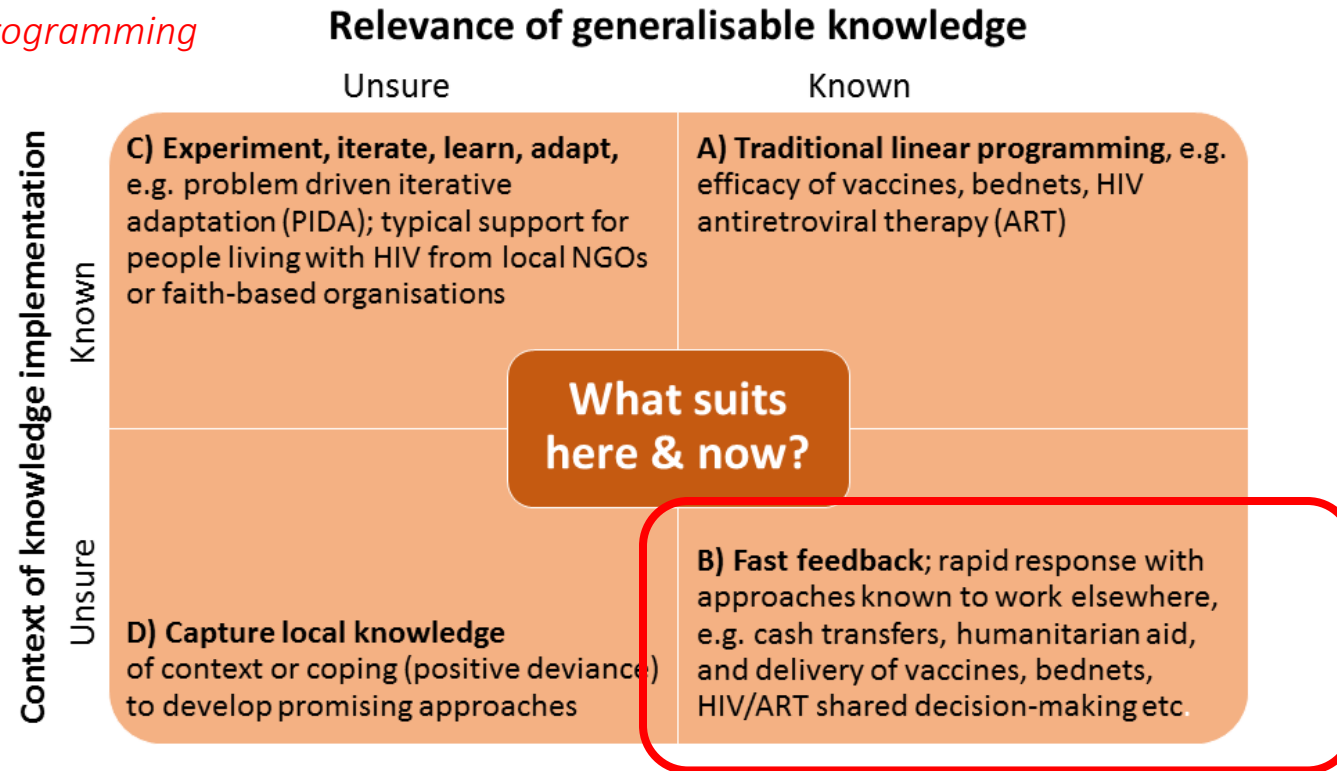 rogramming
Relevance of generalisable knowledge
Unsure
Known
Context of knowledge implementation
Known
Unsure
C) Experiment, iterate, learn, adapt,
e.g. problem driven iterative
adaptation (PIDA); typical support for
people living with HIV from local NGOs
or faith-based organisations
A) Traditional linear programming, e.g.
efficacy of vaccines, bednets, HIV
antiretroviral therapy (ART)
What suits
here & now?
D) Capture local knowledge
of context or coping (positive deviance)
to develop promising approaches
B) Fast feedback; rapid response with
approaches known to work elsewhere,
e.g. cash transfers, humanitarian aid,
and delivery of vaccines, bednets,
HIV/ART shared decision-making etc.